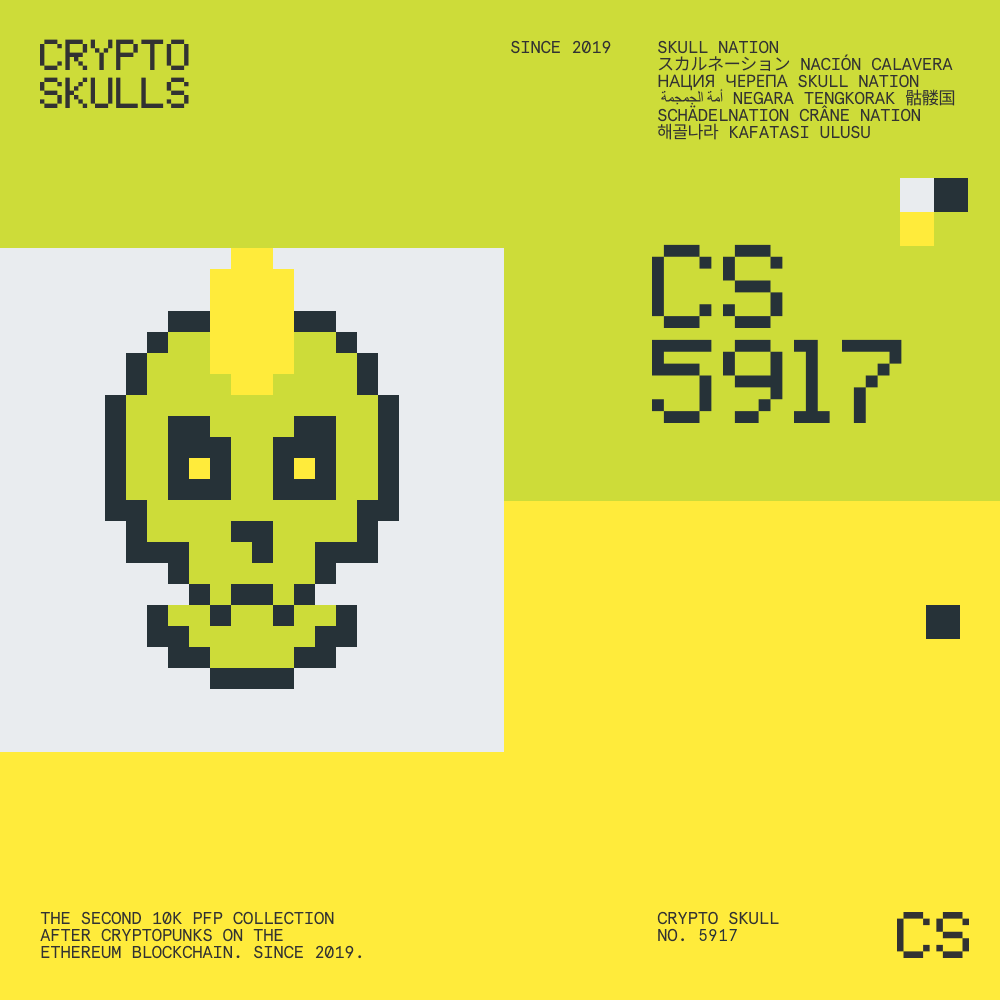 CRYPTO
SKULLS
SINCE 2019
SKULL NATION
スカルネーション NACIÓN CALAVERA
НАЦИЯ ЧЕРЕПА SKULL NATION
أمة الجمجمة NEGARA TENGKORAK 骷髅国
SCHÄDELNATION CRÂNE NATION
해골나라 KAFATASI ULUSU
CS
5917
THE SECOND 10K PFP COLLECTION
AFTER CRYPTOPUNKS ON THE
ETHEREUM BLOCKCHAIN. SINCE 2019.
CRYPTO SKULL
NO. 5917
CS